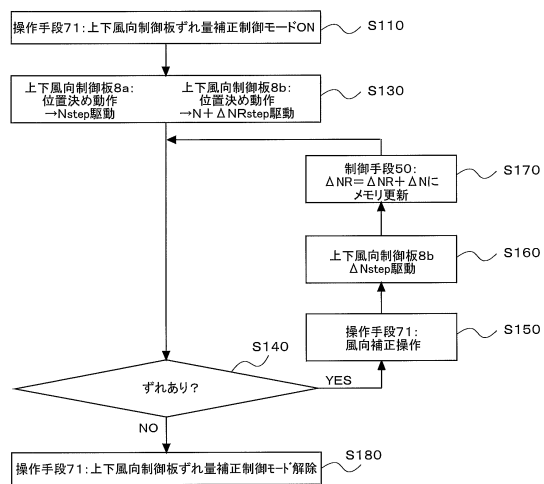 操作手段71：上下風向制御板ずれ量補正制御モードON
S110
上下風向制御板8a：
位置決め動作
→Nstep駆動
上下風向制御板8b：
位置決め動作
→N＋ΔNRstep駆動
S130
制御手段50：
ΔNR＝ΔNR＋ΔNに
メモリ更新
S170
上下風向制御板8b
ΔNstep駆動
S160
操作手段71：
風向補正操作
S150
S140
ずれあり？
YES
NO
操作手段71：上下風向制御板ずれ量補正制御モード解除
S180